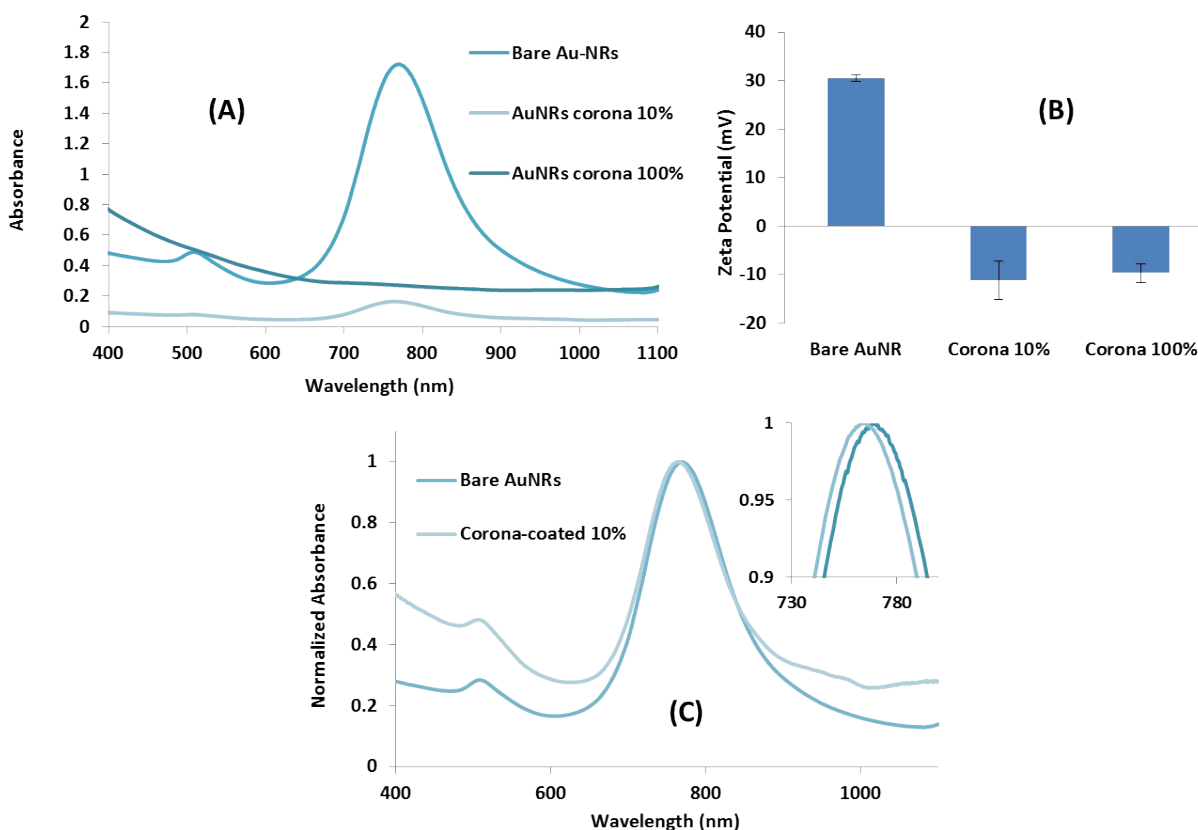 2
1.8
1.6
1.4
1.2
1
0.8
0.6
0.4
0.2
0
400 500 600 700 800 900 1000 1100
Absorbance
Wavelength (nm)
(A)
Bare Au-NRs
AuNRs corona 10%
AuNRs corona 100%
40
30
20
10
0
-10
-20
Zeta Potential (mV)
(B)
Bare AuNR Corona 10% Corona 100%
1
0.8
0.6
0.4
0.2
0
400 600 800 1000
Normalized Absorbance
Wavelength (nm)
Bare AuNRs
Corona-coated 10%
(C)
1
0.95
0.9
730 780